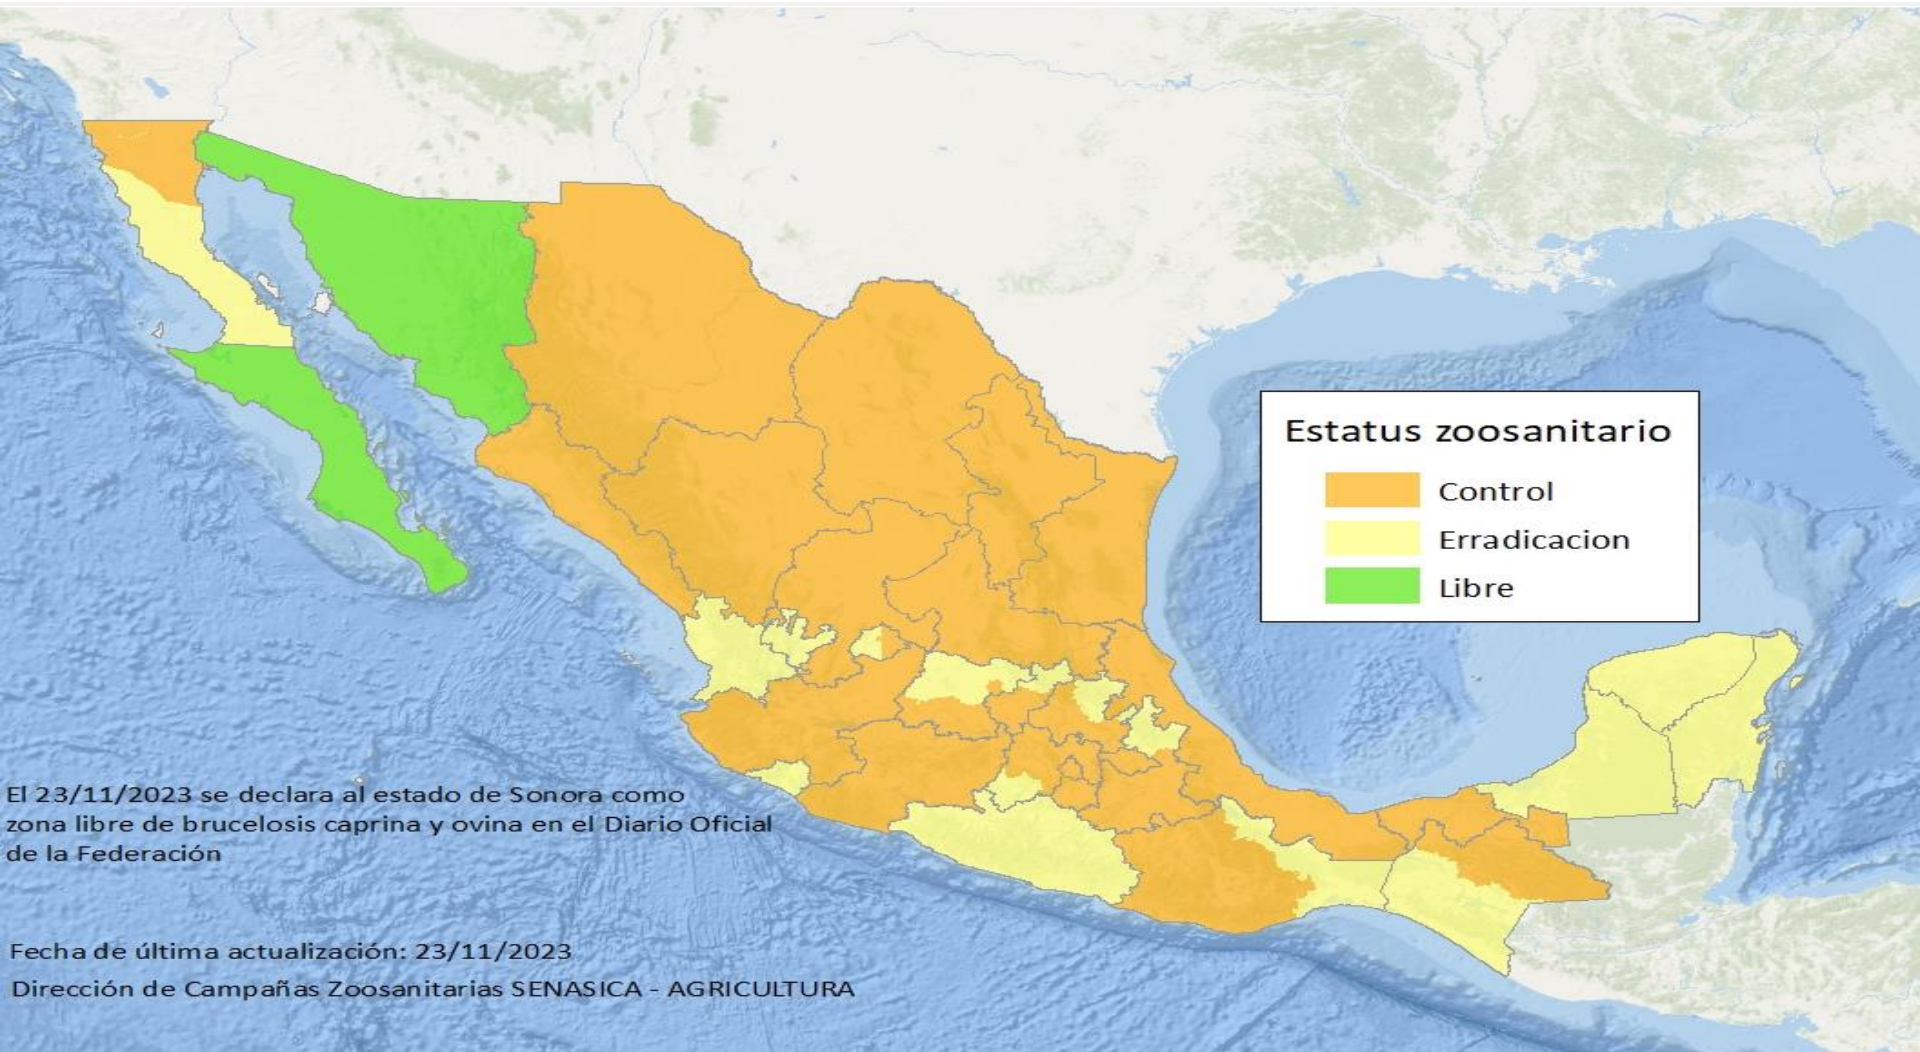 Estatus zoosanitario
Control
Erradicacion
Libre
El 23/11/2023 se declara al estado de Sonora como
zona libre de brucelosis caprina y ovina en el Diario Oficial
de la Federación
Fecha de última actualización: 23/11/2023
Dirección de Campañas Zoosanitarias SENASICA - AGRICULTURA